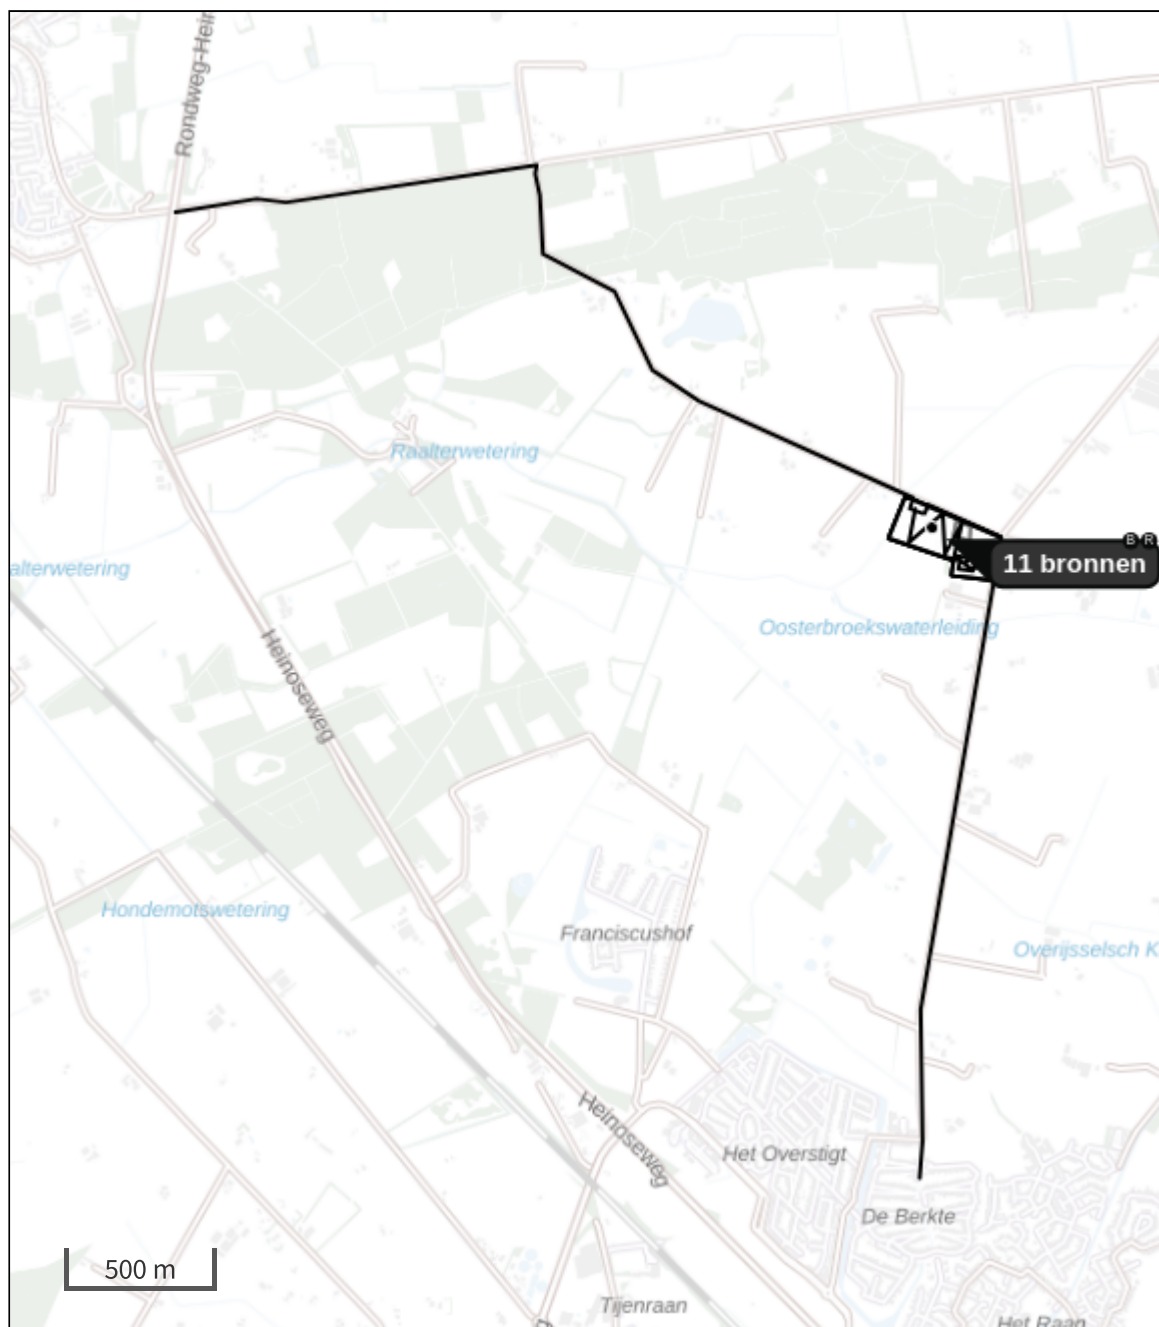 Rondweg-Hein
Raalterwetering
B R
11 bronnen
alterwetering
Oosterbroekswaterleiding
Heinoseweg
Hondemotswetering
Franciscushof
Overijsselsch K
Heinoseweg
Het Overstigt
De Berkte
500 m
Tijenraan
Het Raan